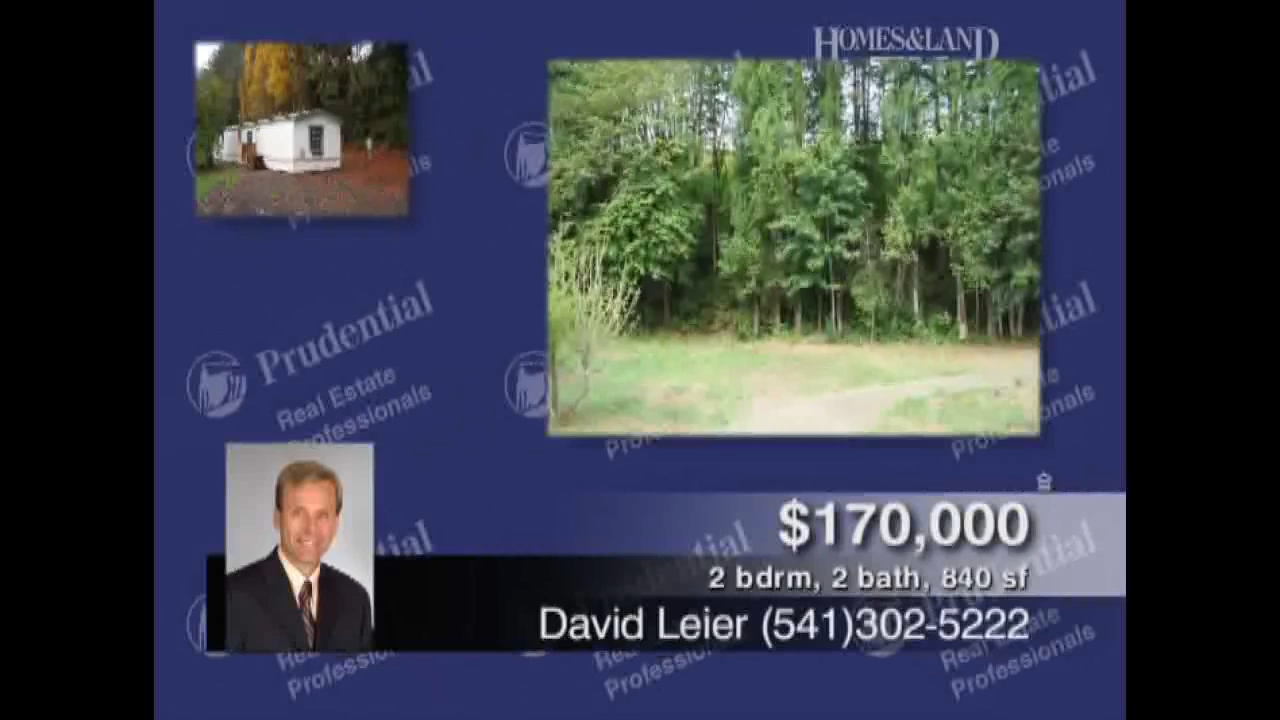 HOMES&LAND
Prudential
Real Estate
Professionals
$170,000
2 bdrm, 2 bath, 840 sf
David Leier (541)302-5222